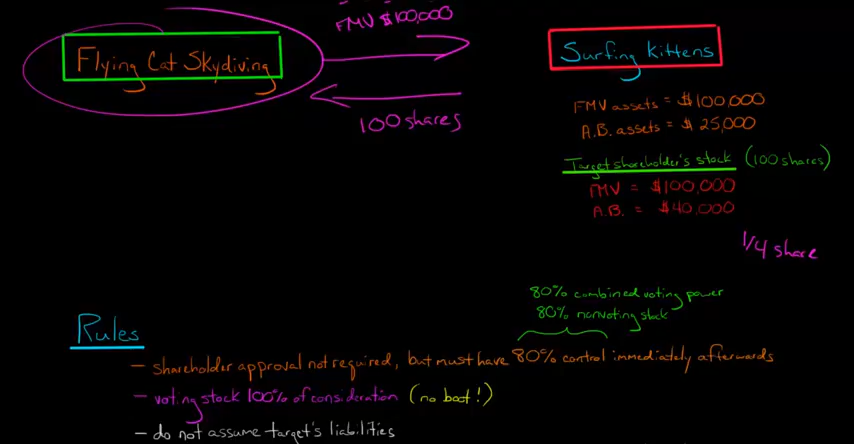 FMV $100,000
Flying Cat Skydiving
Surfing Kittens
100 shares
FMV assets = $100,000
A.B. assets = $25,000
Target shareholder's stock (100 shares)
FMV = $100,000
A.B. = $40,000
1/4 share
80% combined voting power
80% nonvoting stock
Rules
- shareholder approval not required, but must have 80% control immediately afterwards
- voting stock 100% of consideration (no boot!)
- do not assume target's liabilities